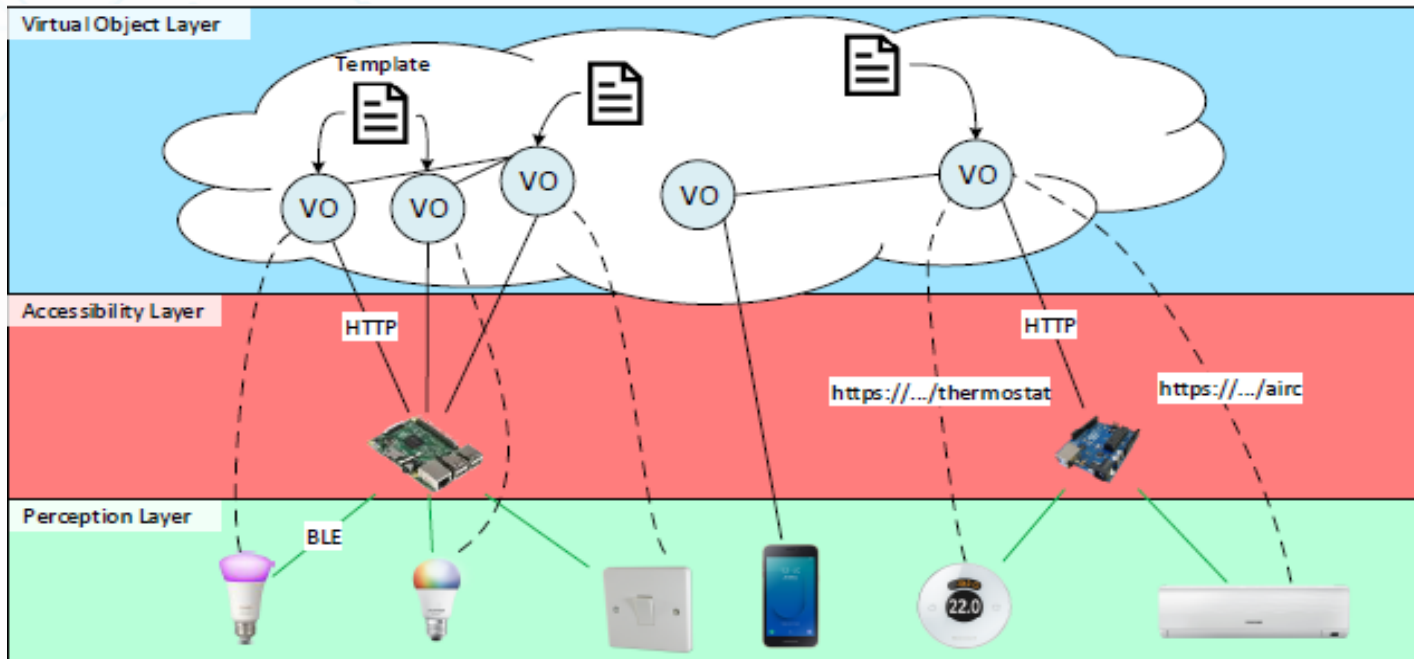 Virtual Object Layer
Template
VO
VO
VO
VO
VO
Accessibility Layer
HTTP
HTTP
https://.../thermostat
https://.../airc
Perception Layer
BLE
22.0